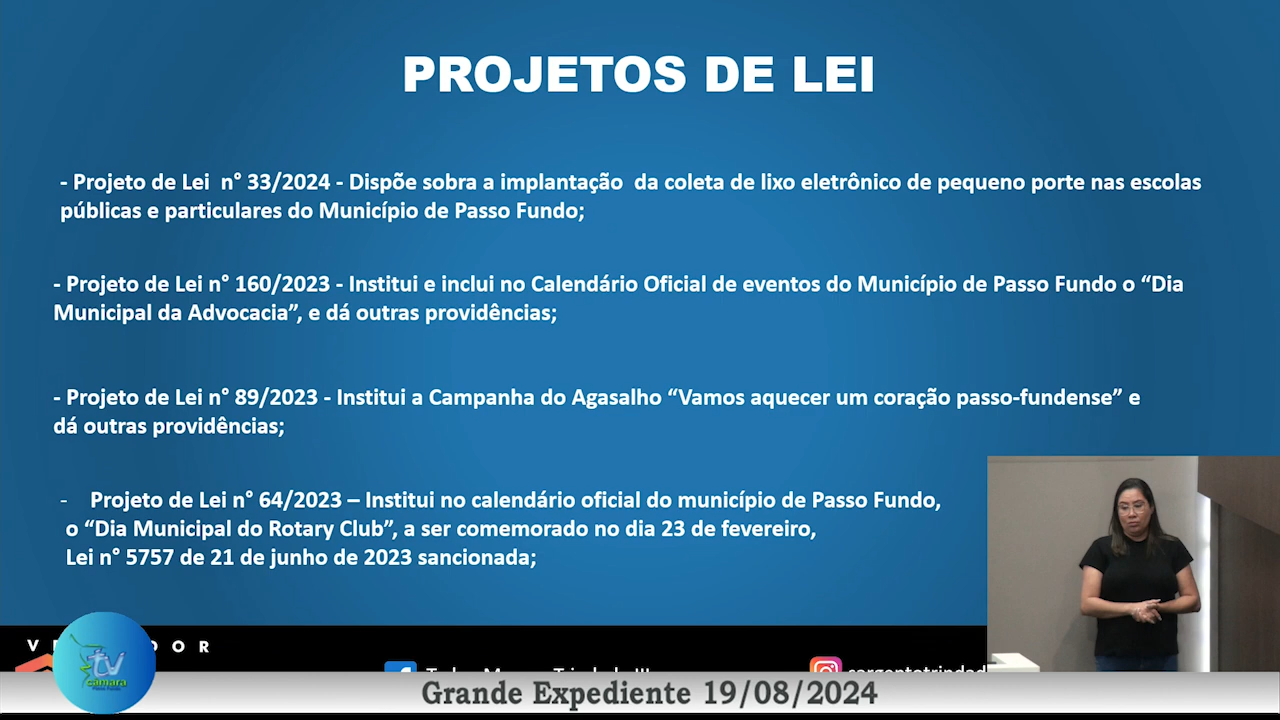 PROJETOS DE LEI
- Projeto de Lei n° 33/2024 - Dispõe sobra a implantação da coleta de lixo eletrônico de pequeno porte nas escolas
públicas e particulares do Município de Passo Fundo;
- Projeto de Lei n° 160/2023 - Institui e inclui no Calendário Oficial de eventos do Município de Passo Fundo o “Dia
Municipal da Advocacia”, e dá outras providências;
- Projeto de Lei n° 89/2023 - Institui a Campanha do Agasalho “Vamos aquecer um coração passo-fundense” e
dá outras providências;
- Projeto de Lei n° 64/2023 – Institui no calendário oficial do município de Passo Fundo,
o “Dia Municipal do Rotary Club”, a ser comemorado no dia 23 de fevereiro,
Lei n° 5757 de 21 de junho de 2023 sancionada;
tv
câmara
Passo Fundo
Grande Expediente 19/08/2024